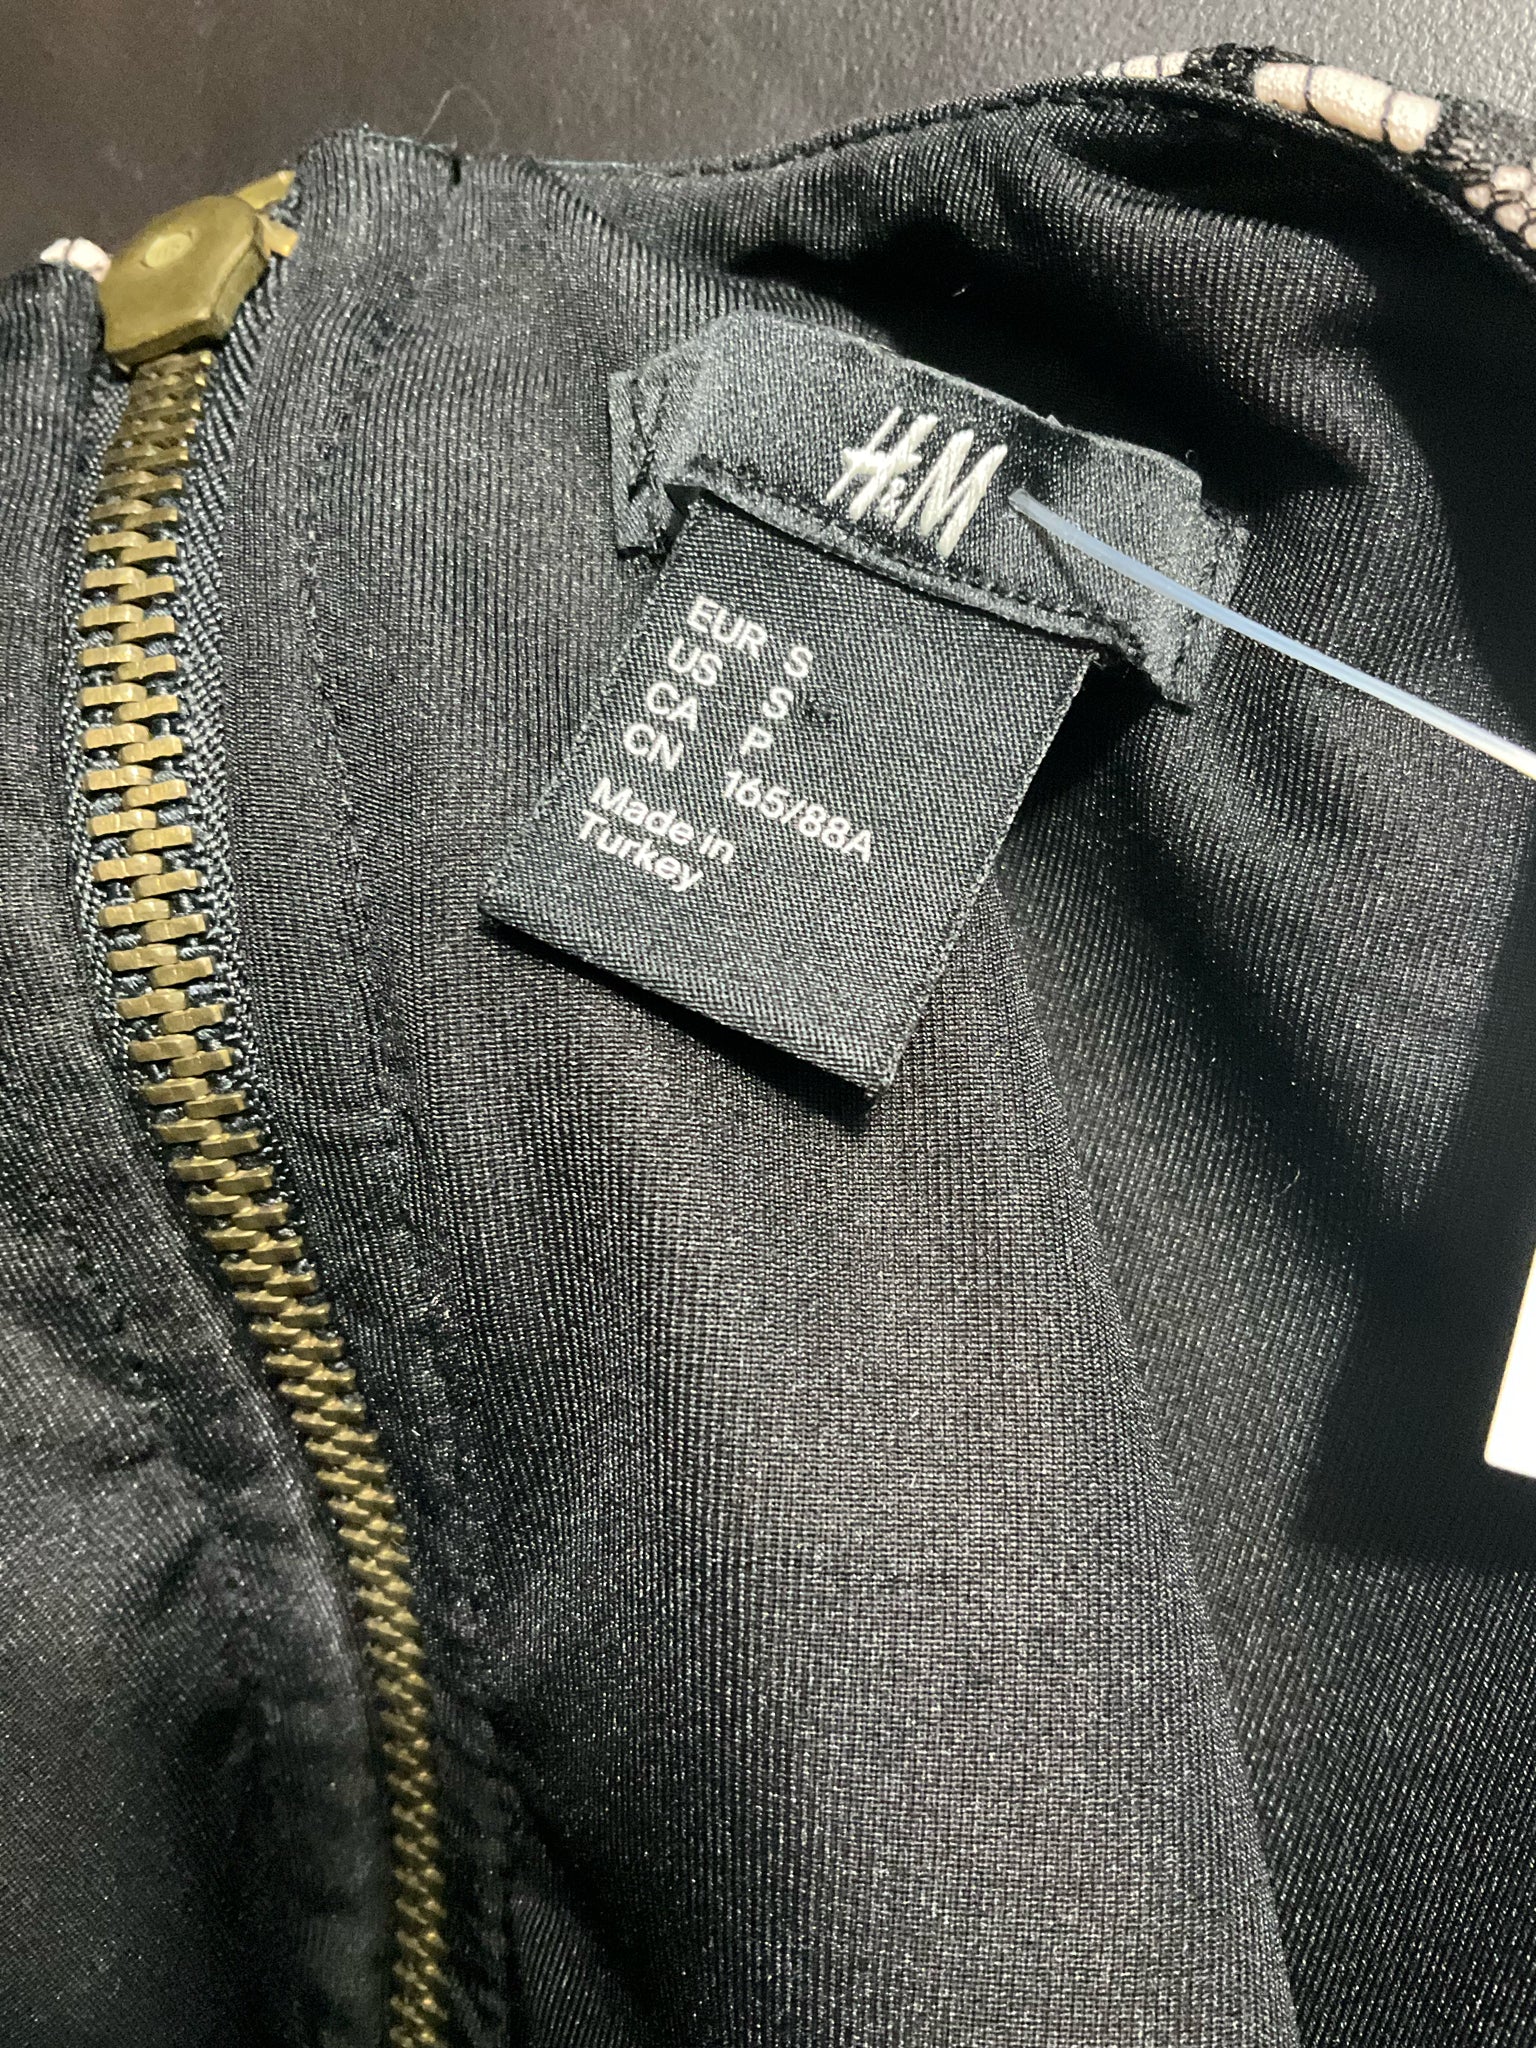 H&M
EUR S
US S
CA P
CN 165/88A
Made in
Turkey